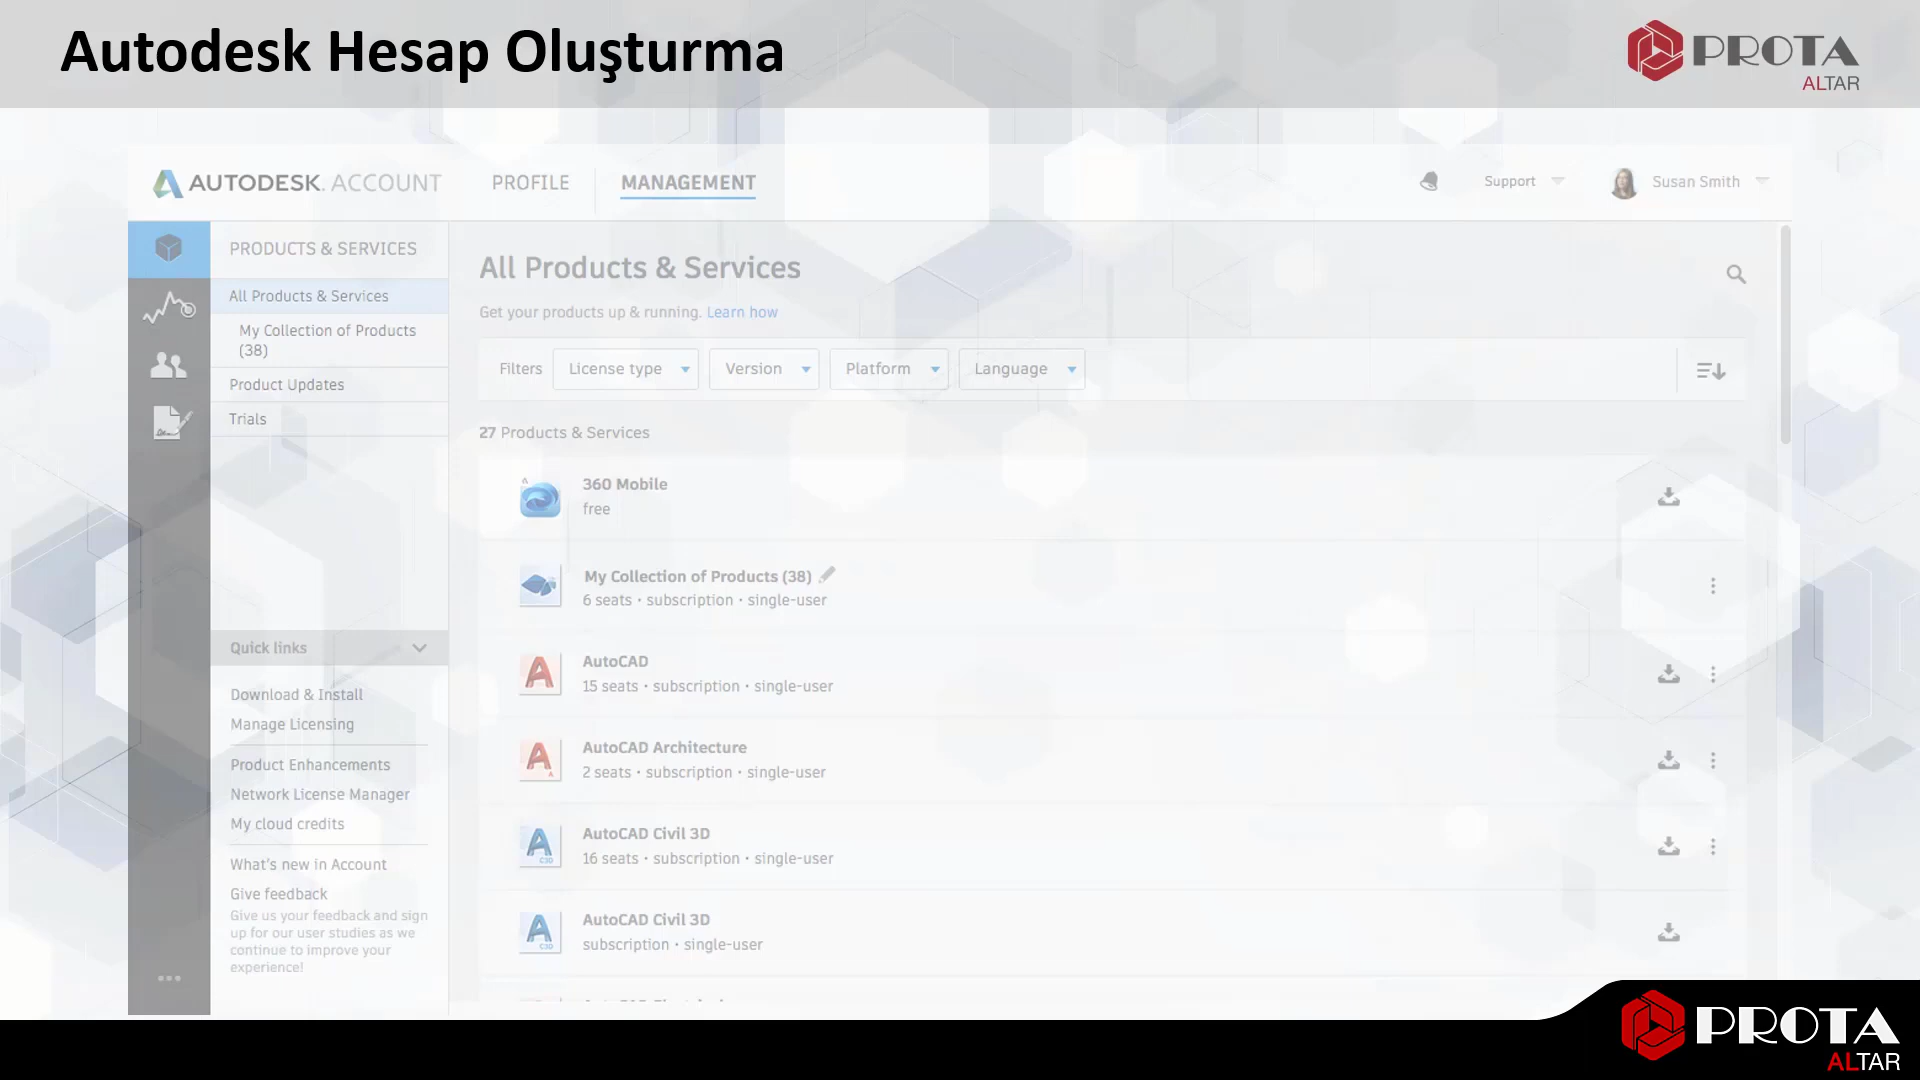 Autodesk Hesap Oluşturma
PROTA
ALTAR
AUTODESK. ACCOUNT
PROFILE
MANAGEMENT
Support
Susan Smith
PRODUCTS & SERVICES
All Products & Services
My Collection of Products
(38)
Product Updates
Trials
Quick links
Download & Install
Manage Licensing
Product Enhancements
Network License Manager
My cloud credits
What's new in Account
Give feedback
Give us your feedback and sign
up for our user studies as we
continue to improve your
experience!
All Products & Services
Get your products up & running. Learn how
Filters
License type
Version
Platform
Language
27 Products & Services
360 Mobile
free
My Collection of Products (38)
6 seats • subscription • single-user
AutoCAD
15 seats • subscription • single-user
AutoCAD Architecture
2 seats • subscription • single-user
AutoCAD Civil 3D
16 seats • subscription • single-user
AutoCAD Civil 3D
subscription • single-user
PROTA
ALTAR